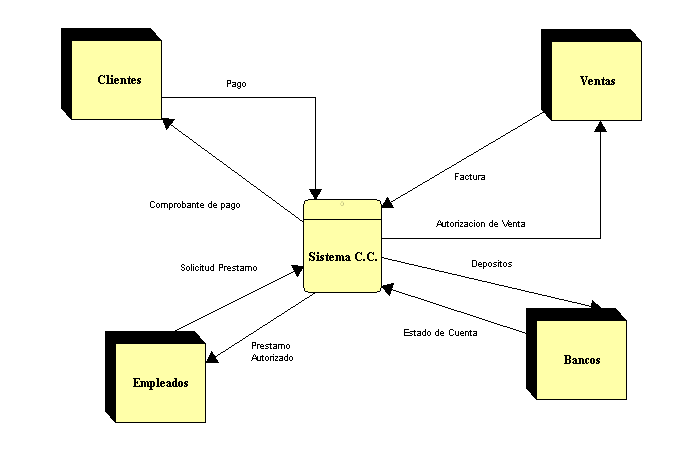 Clientes
Ventas
Pago
Factura
Comprobante de pago
0
Autorizacion de Venta
Sistema C.C.
Solicitud Prestamo
Depositos
Estado de Cuenta
Prestamo
Autorizado
Bancos
Empleados